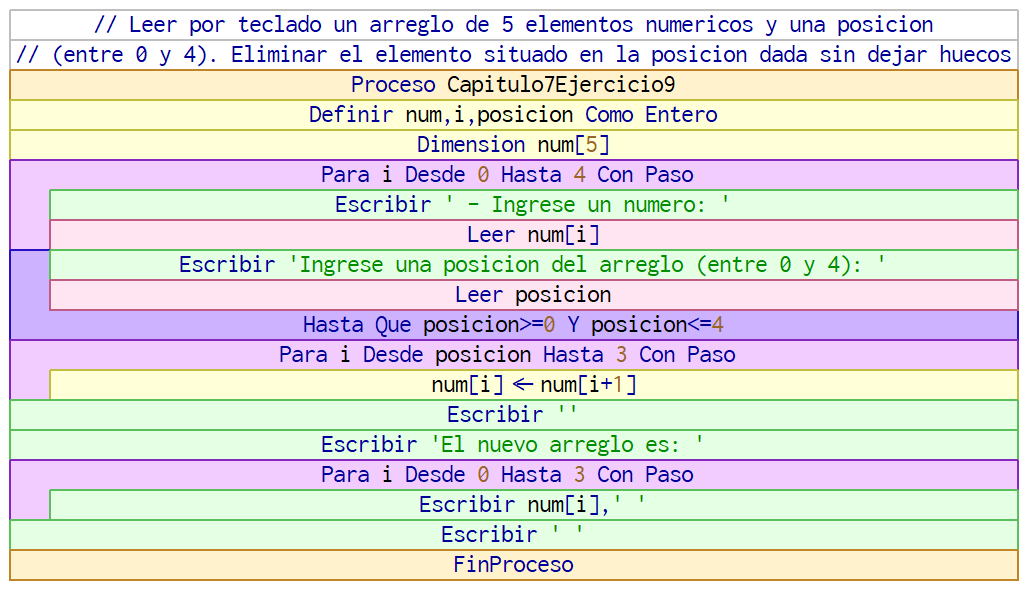 // Leer por teclado un arreglo de 5 elementos numericos y una posicion
// (entre 0 y 4). Eliminar el elemento situado en la posicion dada sin dejar huecos
Proceso Capitulo7Ejercicio9
Definir num,i,posicion Como Entero
Dimension num[5]
Para i Desde 0 Hasta 4 Con Paso
Escribir ' - Ingrese un numero: '
Leer num[i]
Escribir 'Ingrese una posicion del arreglo (entre 0 y 4): '
Leer posicion
Hasta Que posicion>=0 Y posicion<=4
Para i Desde posicion Hasta 3 Con Paso
num[i] ← num[i+1]
Escribir ''
Escribir 'El nuevo arreglo es: '
Para i Desde 0 Hasta 3 Con Paso
Escribir num[i],' '
Escribir ' '
FinProceso